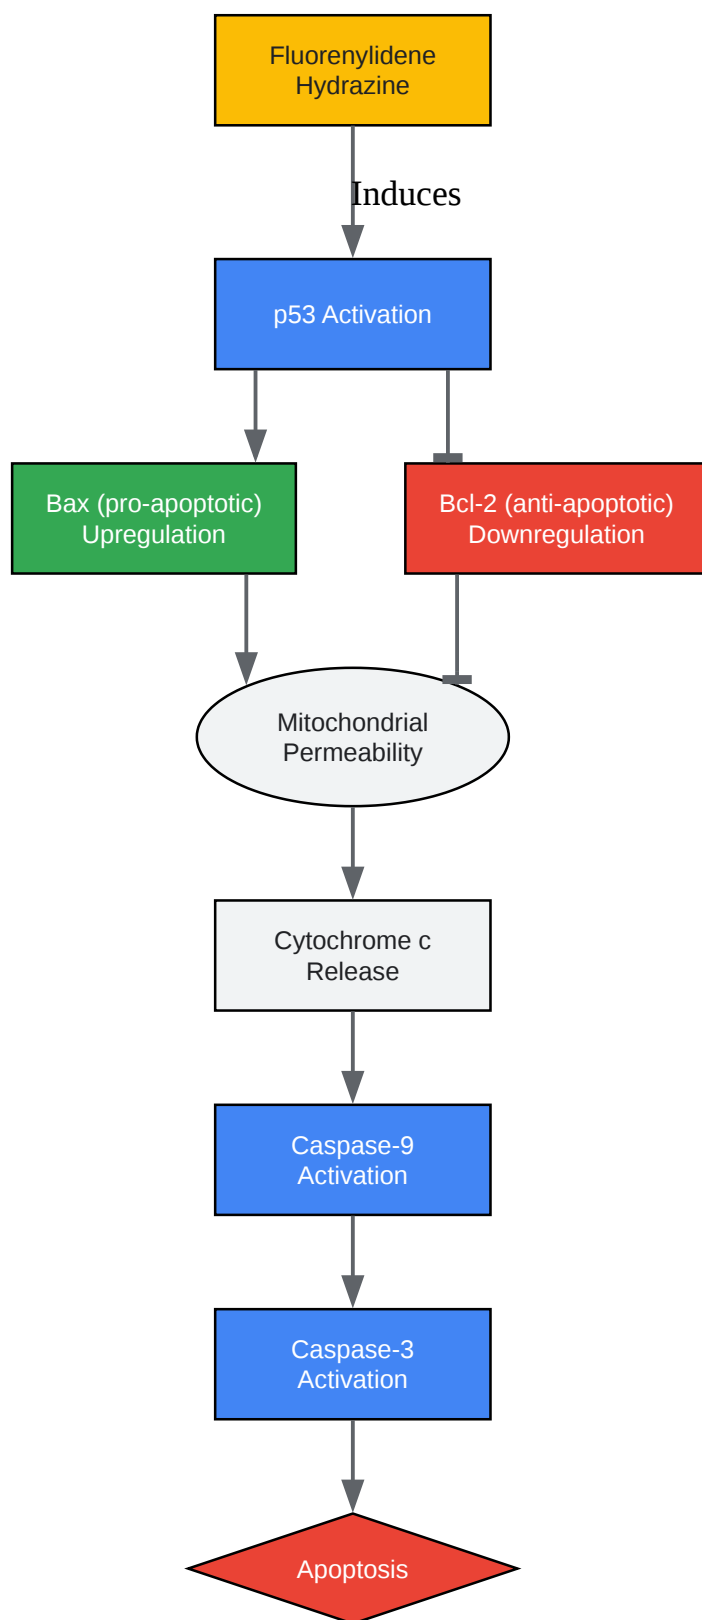 Fluorenylidene
Hydrazine
Induces
p53 Activation
Bax (pro-apoptotic)
Upregulation
Bcl-2 (anti-apoptotic)
Downregulation
Mitochondrial
Permeability
Cytochrome c
Release
Caspase-9
Activation
Caspase-3
Activation
Apoptosis